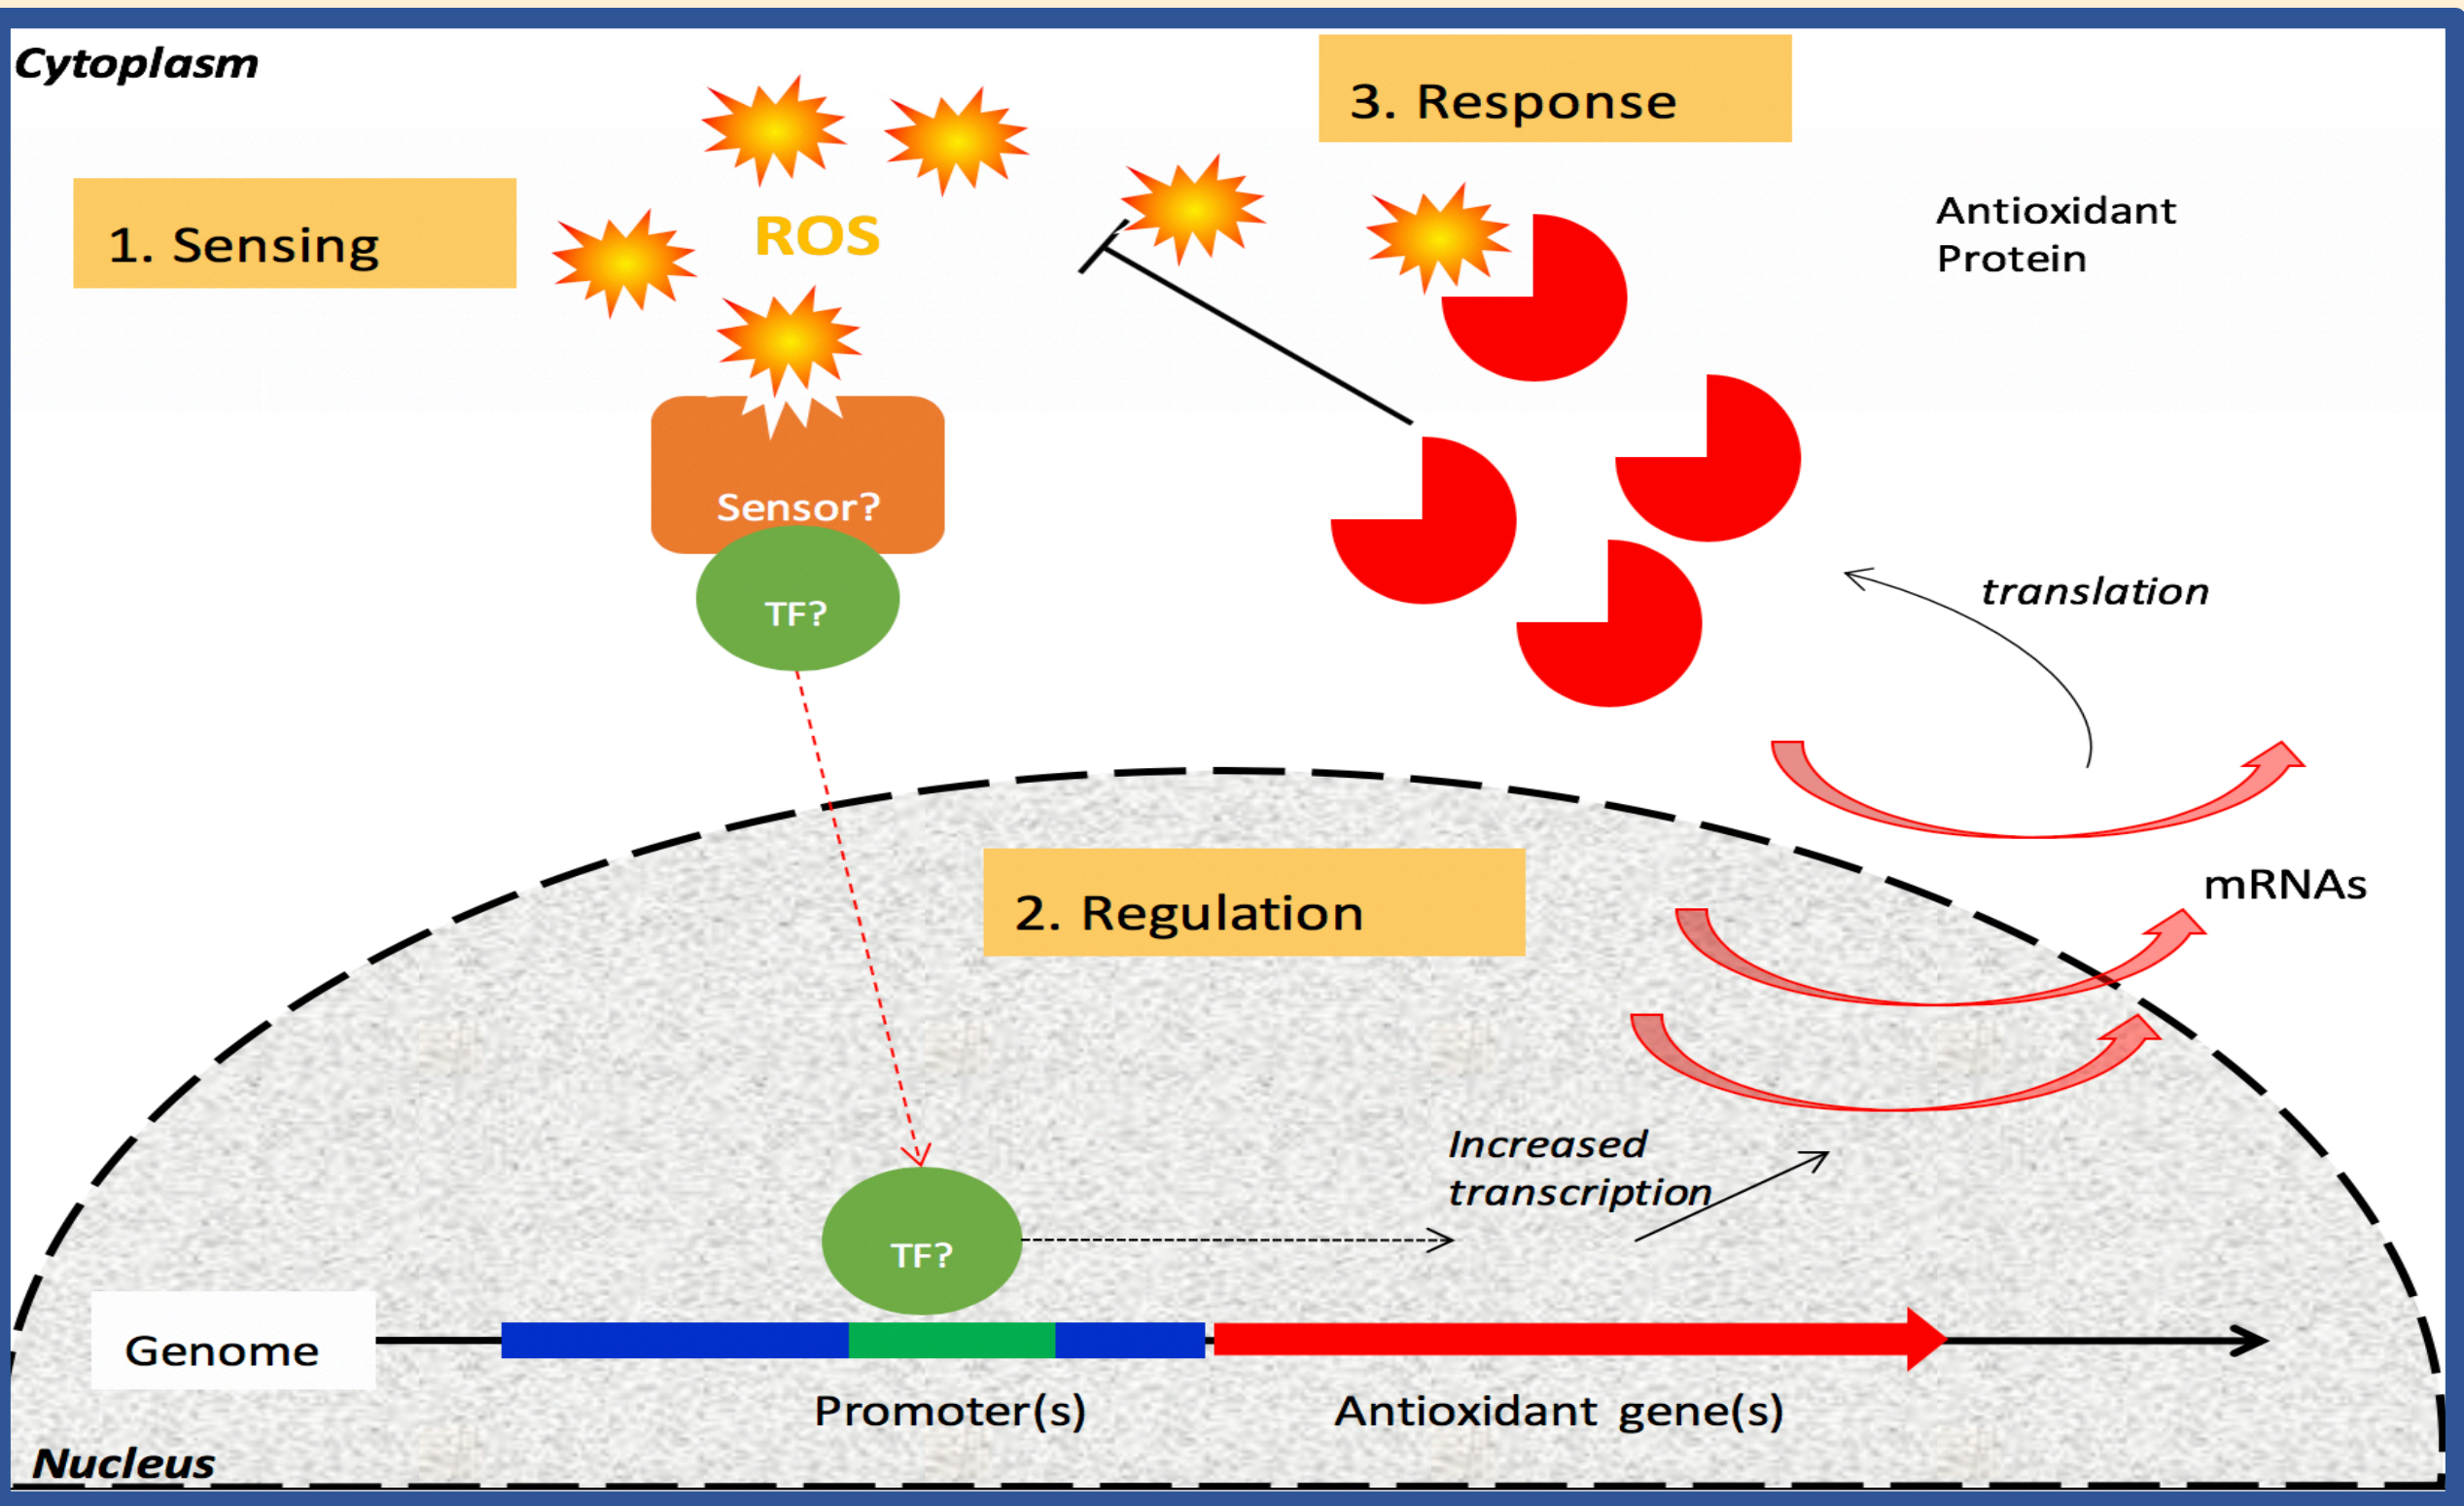 Cytoplasm
3. Response
1. Sensing
ROS
Antioxidant
Protein
Sensor?
TF?
translation
mRNAs
2. Regulation
Increased
transcription
TF?
Genome
Promoter(s)
Antioxidant gene(s)
Nucleus